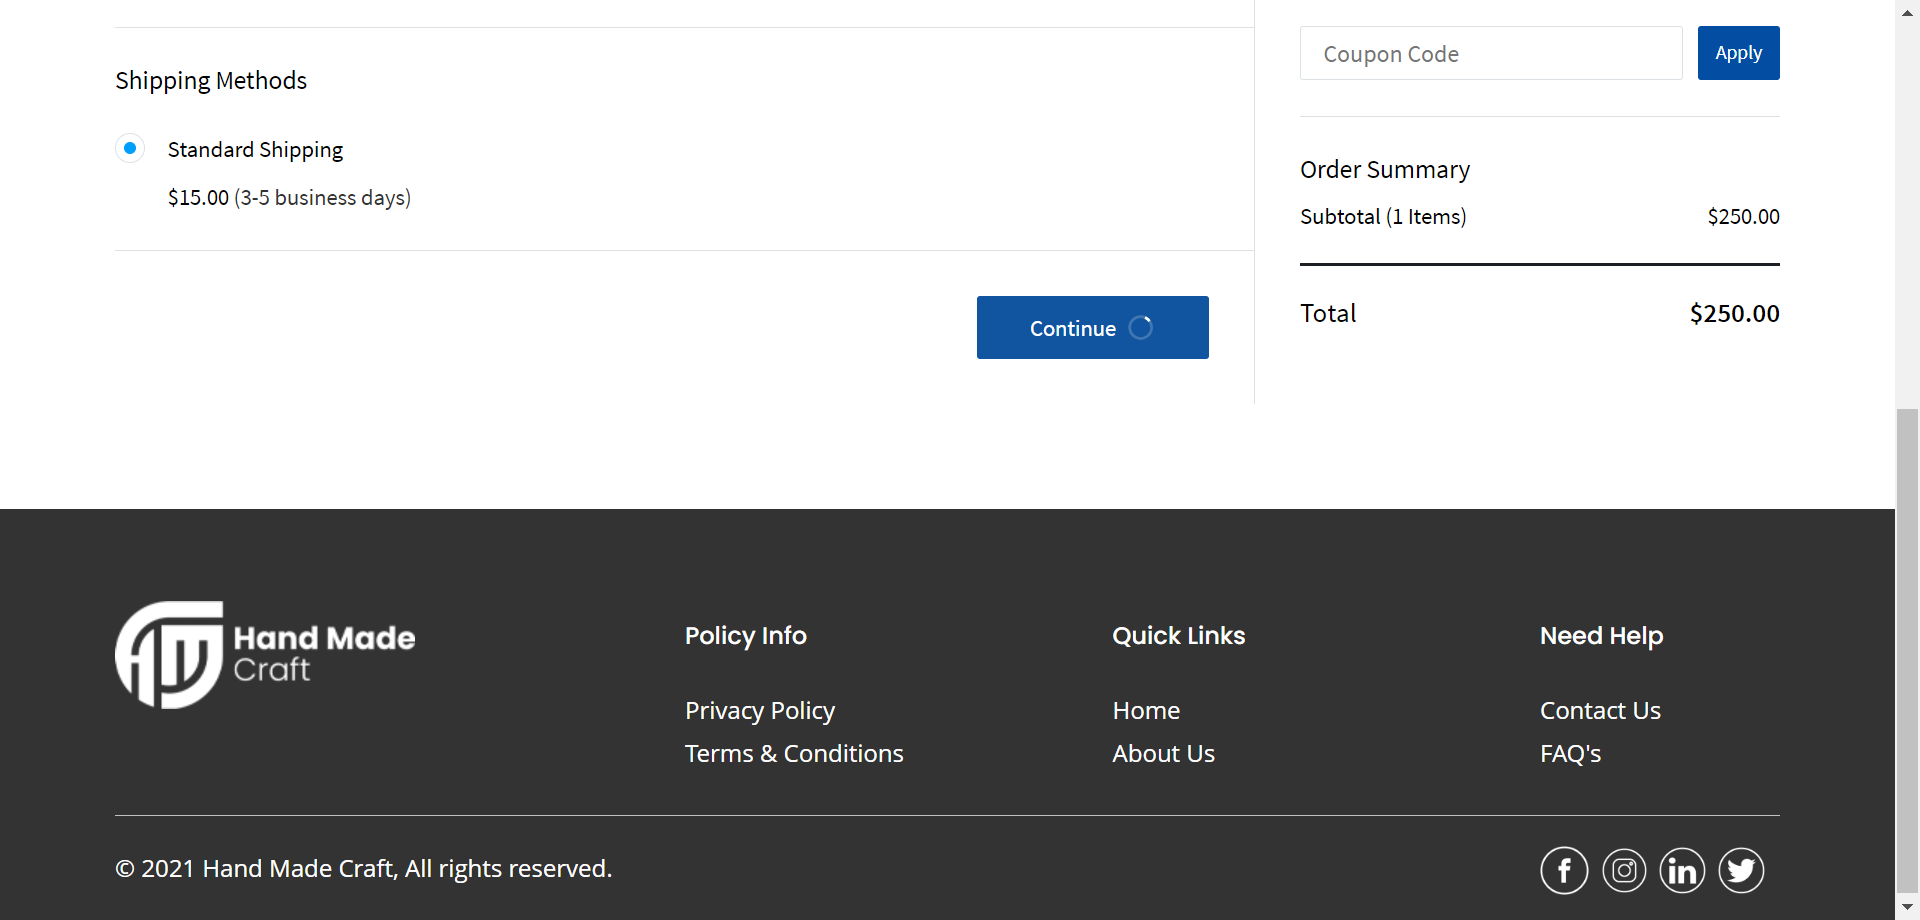 Shipping Methods
Standard Shipping
$15.00 (3-5 business days)
Continue
Coupon Code
Apply
Order Summary
Subtotal (1 Items) $250.00
Total $250.00
Hand Made
Craft
Policy Info
Privacy Policy
Terms & Conditions
Quick Links
Home
About Us
Need Help
Contact Us
FAQ's
© 2021 Hand Made Craft, All rights reserved.